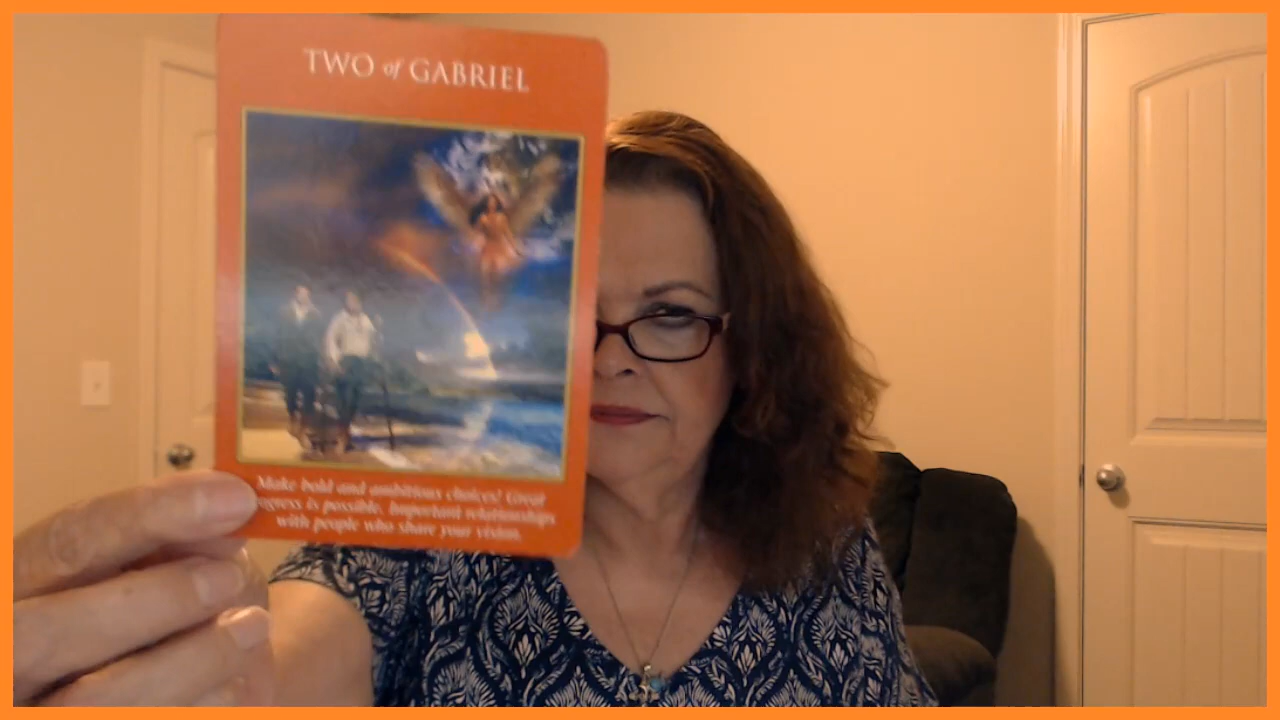 TWO of GABRIEL
Make bold and ambitious choices! Great
ogress is possible. Important relationships
with people who share your vision.